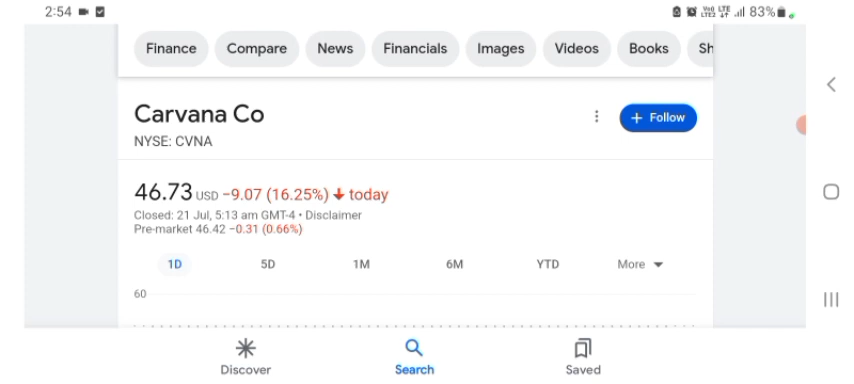 2:54 83%
Finance Compare News Financials Images Videos Books Sh
Carvana Co
+ Follow
NYSE: CVNA
46.73 USD −9.07 (16.25%) today
Closed: 21 Jul, 5:13 am GMT-4 • Disclaimer
Pre-market 46.42 −0.31 (0.66%)
1D 5D 1M 6M YTD More
60
Discover Search Saved